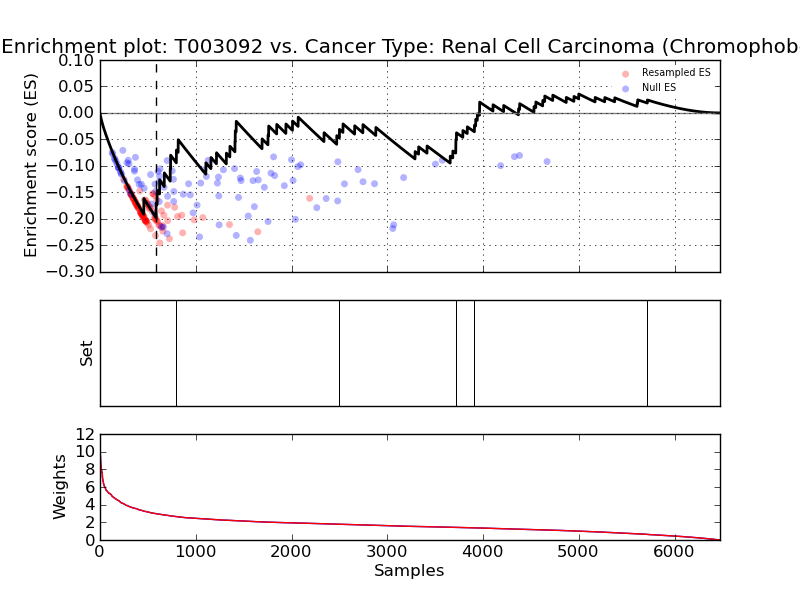 Enrichment plot: T003092 vs. Cancer Type: Renal Cell Carcinoma (Chromophob
0.10
0.05
0.00
−0.05
−0.10
−0.15
−0.20
−0.25
−0.30
Enrichment score (ES)
Resampled ES
Null ES
Set
12
10
8
6
4
2
0
Weights
0 1000 2000 3000 4000 5000 6000
Samples